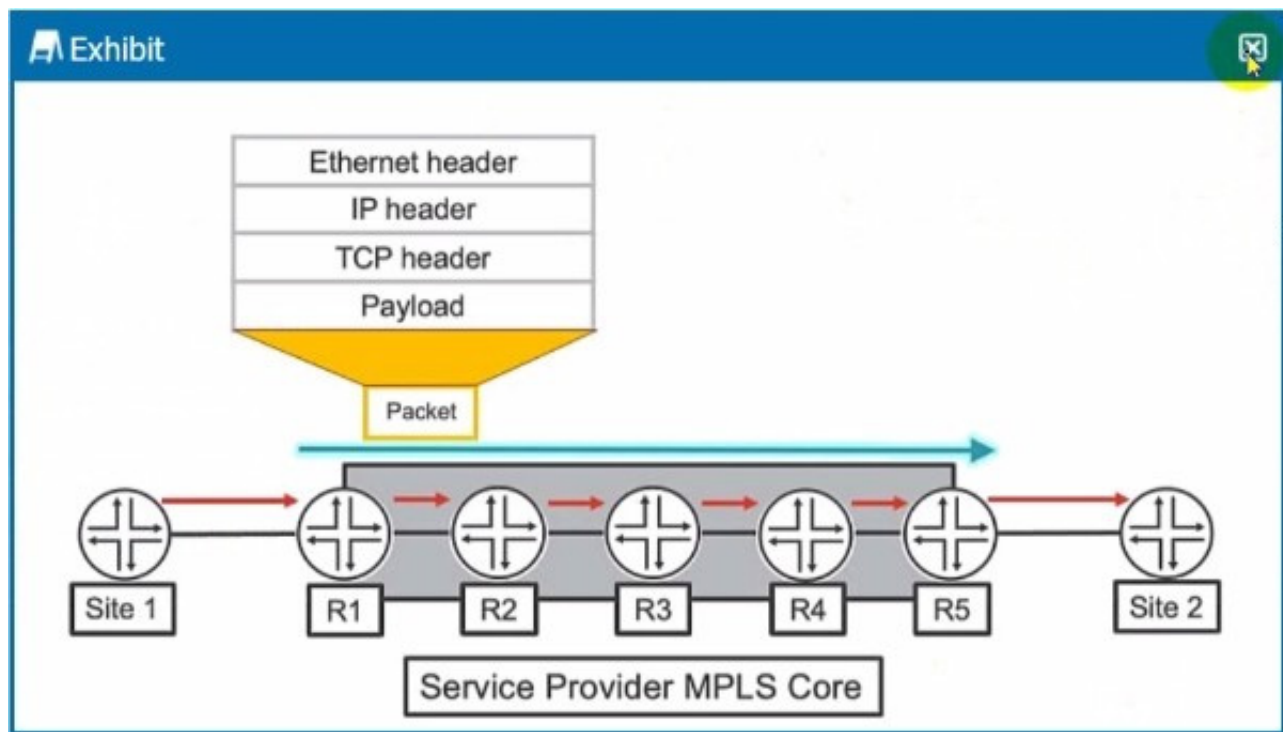 Exhibit
Ethernet header
IP header
TCP header
Payload
Packet
Site 1
R1
R2
R3
R4
R5
Site 2
Service Provider MPLS Core